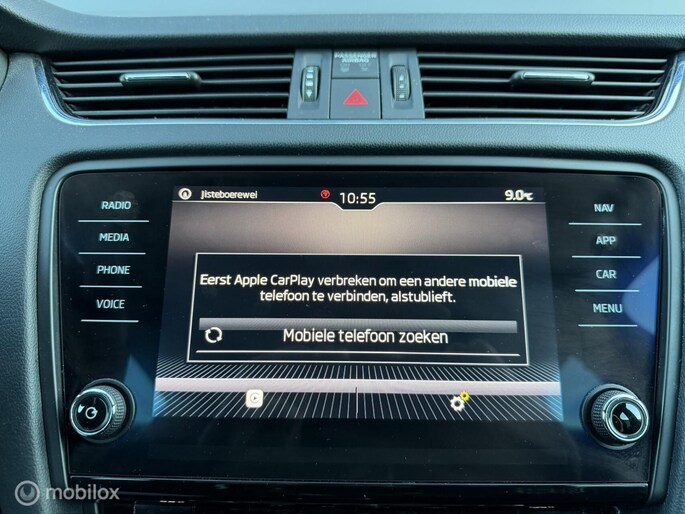 PASSENGER
AIRBAG
Jisteboerewei
10:55
9.0°C
RADIO
MEDIA
PHONE
VOICE
NAV
APP
CAR
MENU
Eerst Apple CarPlay verbreken om een andere mobiele
telefoon te verbinden, alstublieft.
Mobiele telefoon zoeken
mobilox